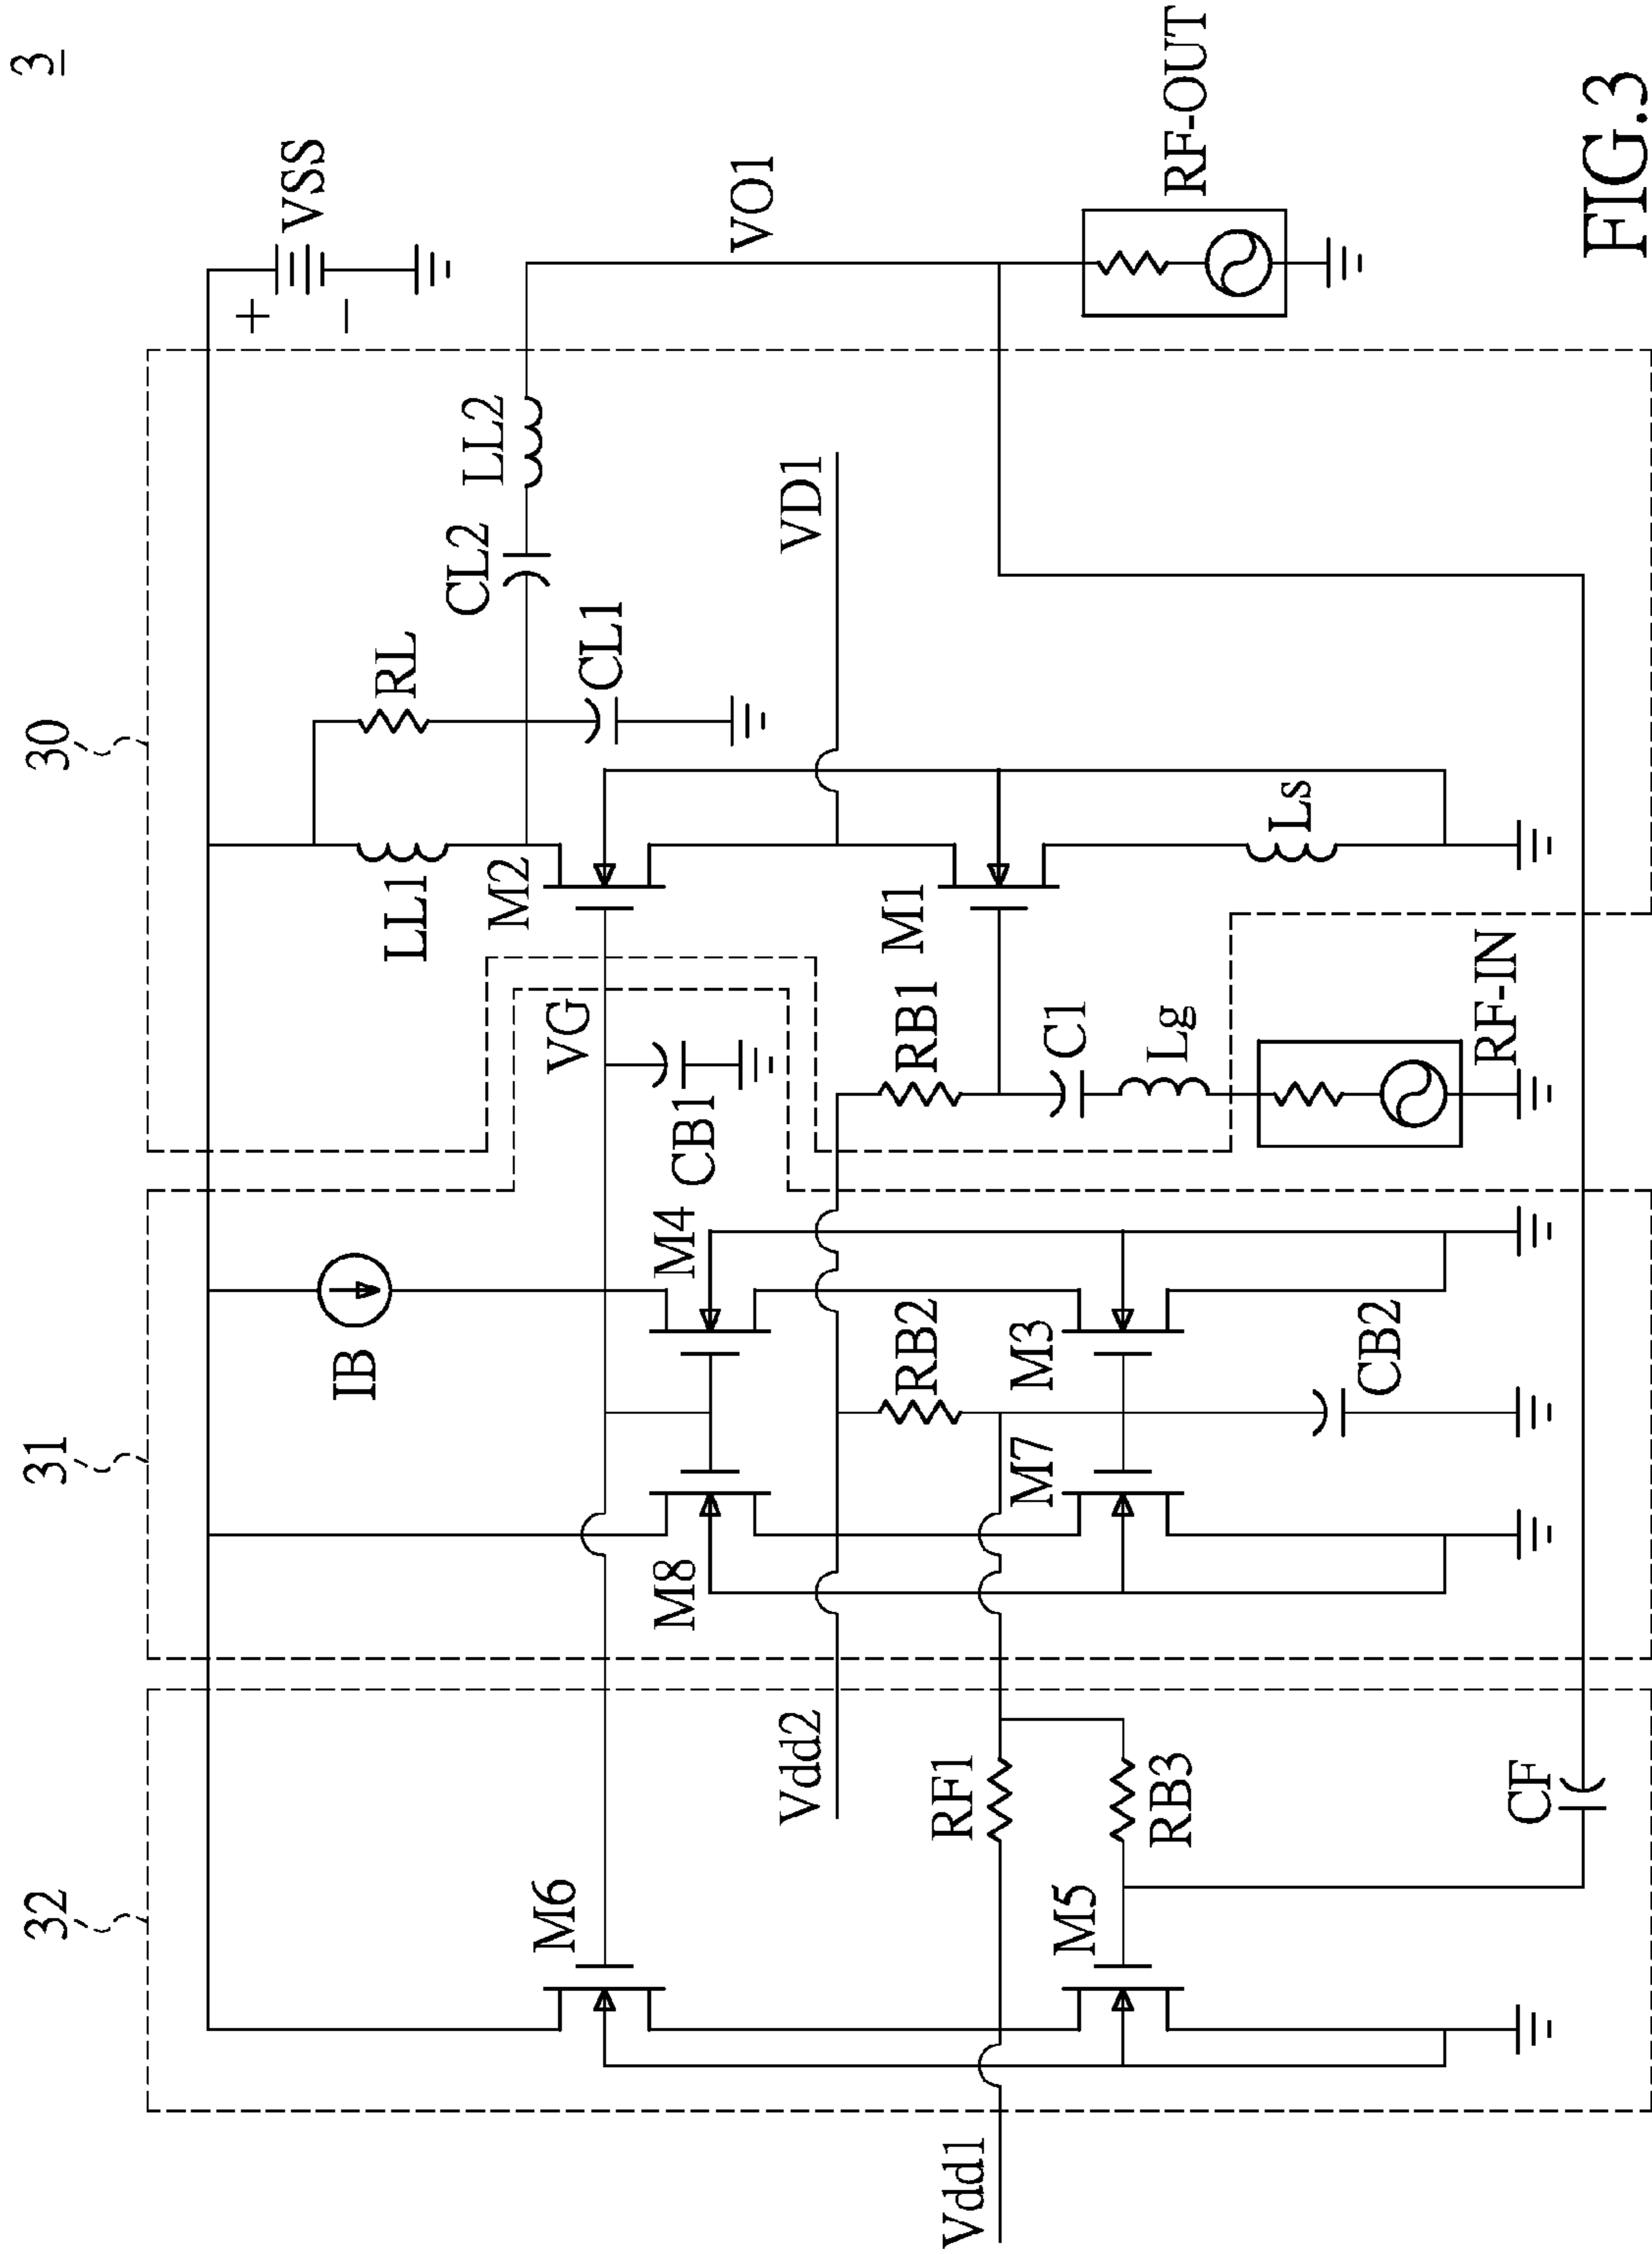 3
30
31
32
VSS
+
−
RL
LL1
CL2
LL2
CL1
M2
VO1
VD1
IB
VG
CB1
M4
M8
M6
RB1
M1
C1
Lg
Ls
RF-IN
RF-OUT
RB2
M3
M7
CB2
Vdd2
RF1
RB3
M5
CF
Vdd1
FIG.3